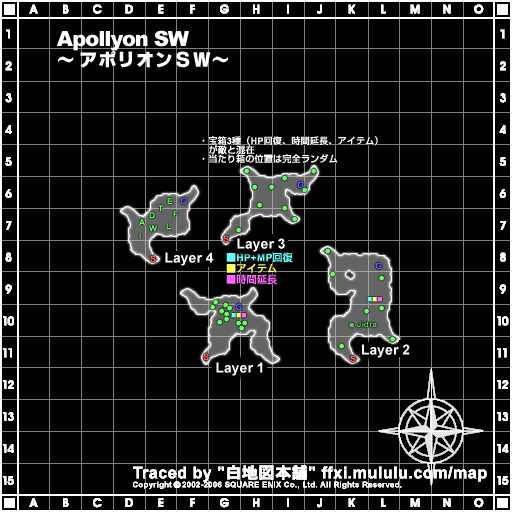 A B C D E F G H I J K L M N O
1
2
3
4
5
6
7
8
9
10
11
12
13
14
15
Apollyon SW
～ アポリオンＳＷ～
・宝箱3種（HP回復、時間延長、アイテム）
が敵と混在
・当たり箱の位置は完全ランダム
G
S
Layer 3
E
T
G
D
F
A
W
L
I
S
Layer 4
HP+MP回復
アイテム
時間延長
G
S
Layer 1
G
Jidra
S
Layer 2
Traced by "白地図本舗" ffxi.mululu.com/map
Copyright ©2002-2006 SQUARE ENIX Co., Ltd. All Rights Reserved.
1
2
3
4
5
6
7
8
9
10
11
12
13
14
15
A B C D E F G H I J K L M N O